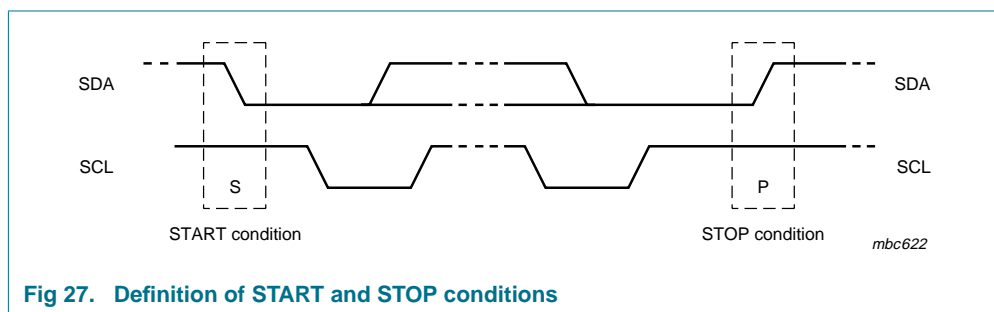 SDA
SDA
SCL
SCL
S
P
START condition
STOP condition
mbc622
Fig 27. Definition of START and STOP conditions